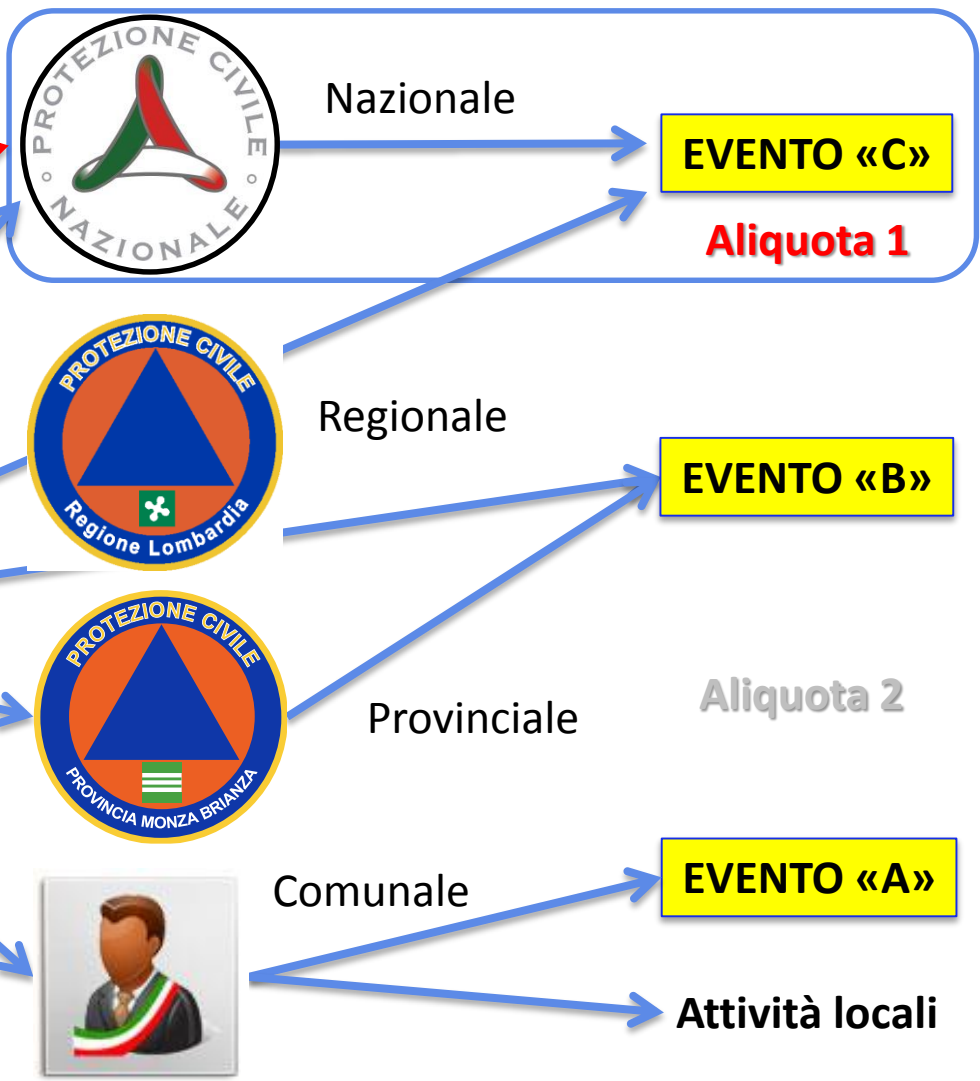 PROTEZIONE CIVILE
NAZIONALE
Nazionale
EVENTO «C»
Aliquota 1
PROTEZIONE CIVILE
Regione Lombardia
Regionale
EVENTO «B»
PROTEZIONE CIVILE
PROVINCIA MONZA BRIANZA
Provinciale
Aliquota 2
Comunale
EVENTO «A»
Attività locali